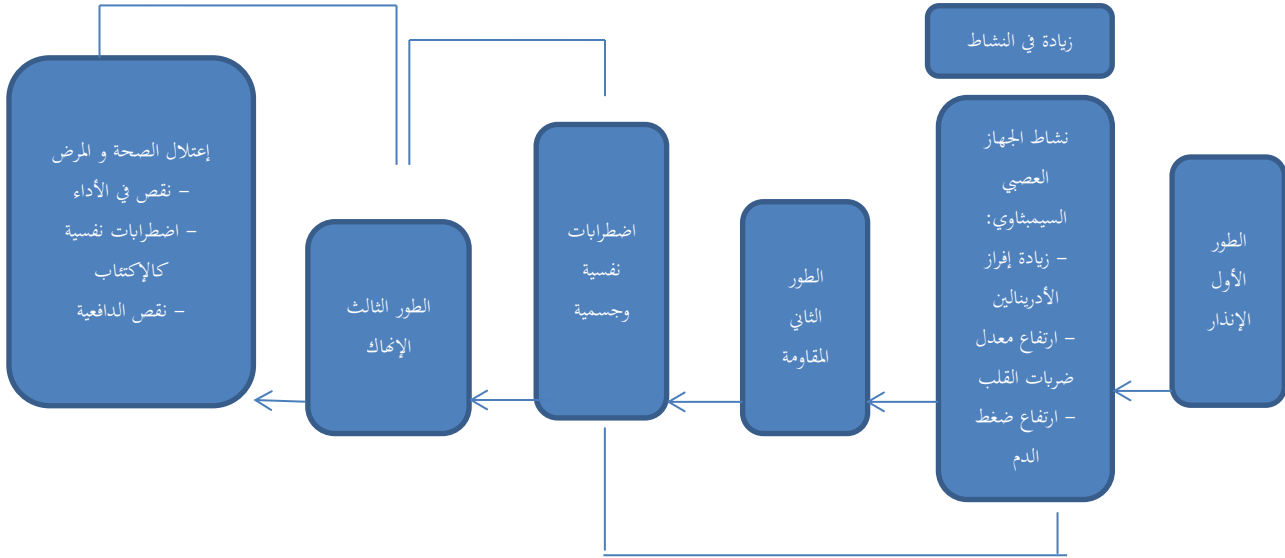 زيادة في النشاط
الطور
الأول
الإنذار
نشاط الجهاز
العصبي
السيمبثاوي:
– زيادة إفراز
الأدرينالين
– ارتفاع معدل
ضربات القلب
– ارتفاع ضغط
الدم
الطور
الثاني
المقاومة
اضطرابات
نفسية
وجسمية
الطور الثالث
الإنهاك
إعتلال الصحة و المرض
– نقص في الأداء
– اضطرابات نفسية
كالإكتئاب
– نقص الدافعية